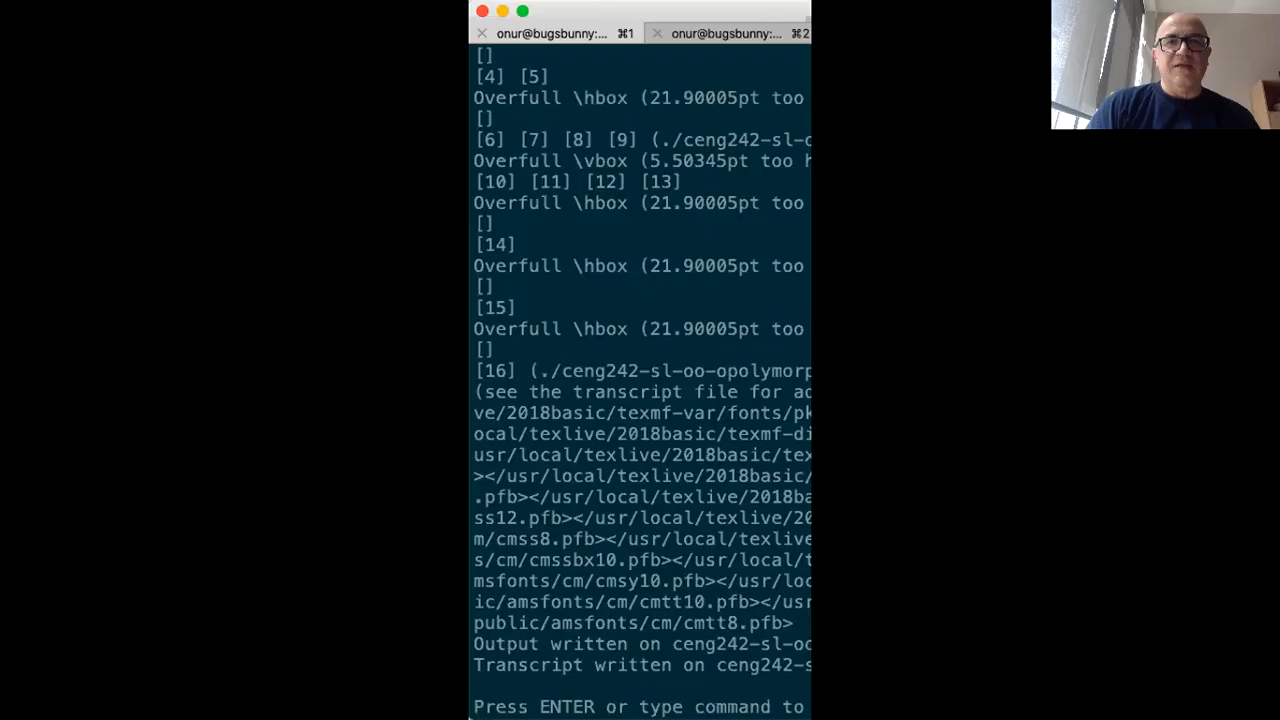 onur@bugsbunny:... ⌘1
onur@bugsbunny:... ⌘2
[]
[4] [5]
Overfull \hbox (21.90005pt too
[]
[6] [7] [8] [9] (./ceng242-sl-o
Overfull \vbox (5.50345pt too h
[10] [11] [12] [13]
Overfull \hbox (21.90005pt too
[]
[14]
Overfull \hbox (21.90005pt too
[]
[15]
Overfull \hbox (21.90005pt too
[]
[16] (./ceng242-sl-oo-opolymorp
(see the transcript file for ad
ve/2018basic/texmf-var/fonts/pk
ocal/texlive/2018basic/texmf-di
usr/local/texlive/2018basic/tex
></usr/local/texlive/2018basic/
.pfb></usr/local/texlive/2018ba
ss12.pfb></usr/local/texlive/20
m/cmss8.pfb></usr/local/texlive
s/cm/cmssbx10.pfb></usr/local/t
msfonts/cm/cmsy10.pfb></usr/loc
ic/amsfonts/cm/cmtt10.pfb></usr
public/amsfonts/cm/cmtt8.pfb>
Output written on ceng242-sl-oo
Transcript written on ceng242-s
Press ENTER or type command to